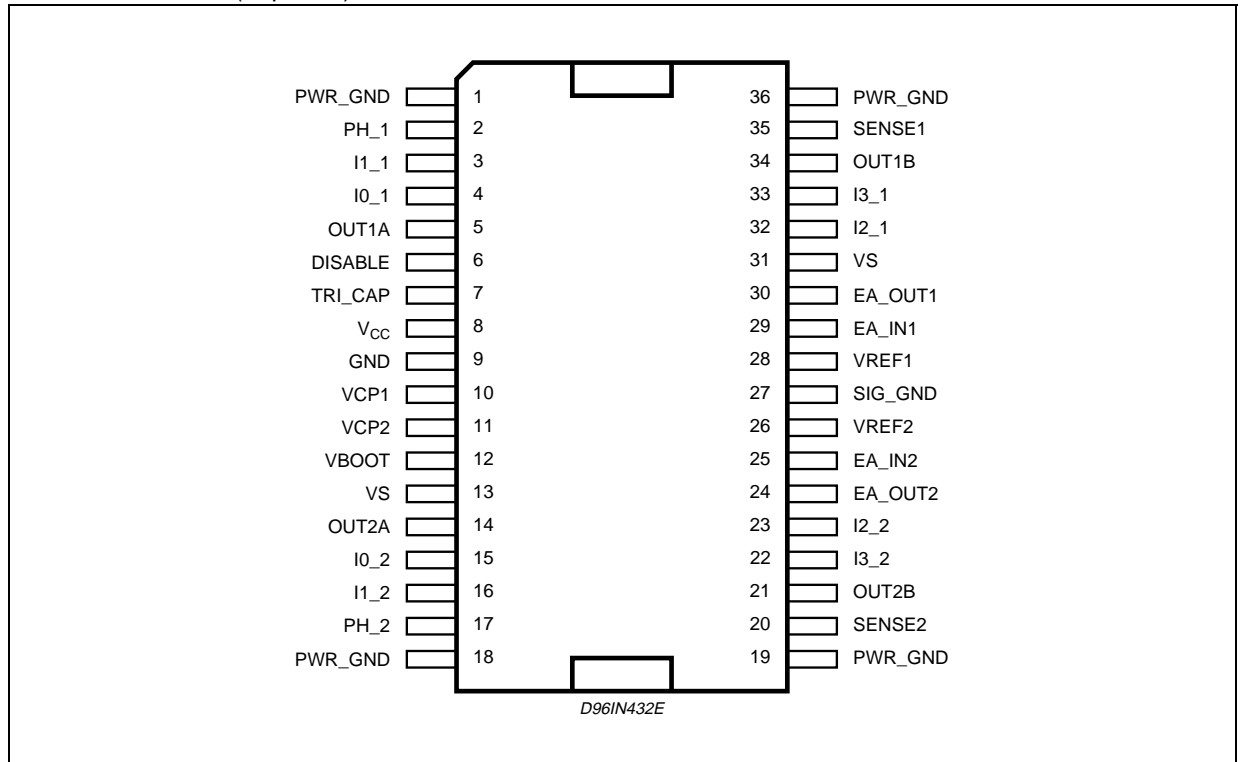 PWR_GND 1 36 PWR_GND
PH_1 2 35 SENSE1
I1_1 3 34 OUT1B
I0_1 4 33 I3_1
OUT1A 5 32 I2_1
DISABLE 6 31 VS
TRI_CAP 7 30 EA_OUT1
VCC 8 29 EA_IN1
GND 9 28 VREF1
VCP1 10 27 SIG_GND
VCP2 11 26 VREF2
VBOOT 12 25 EA_IN2
VS 13 24 EA_OUT2
OUT2A 14 23 I2_2
I0_2 15 22 I3_2
I1_2 16 21 OUT2B
PH_2 17 20 SENSE2
PWR_GND 18 19 PWR_GND
D96IN432E